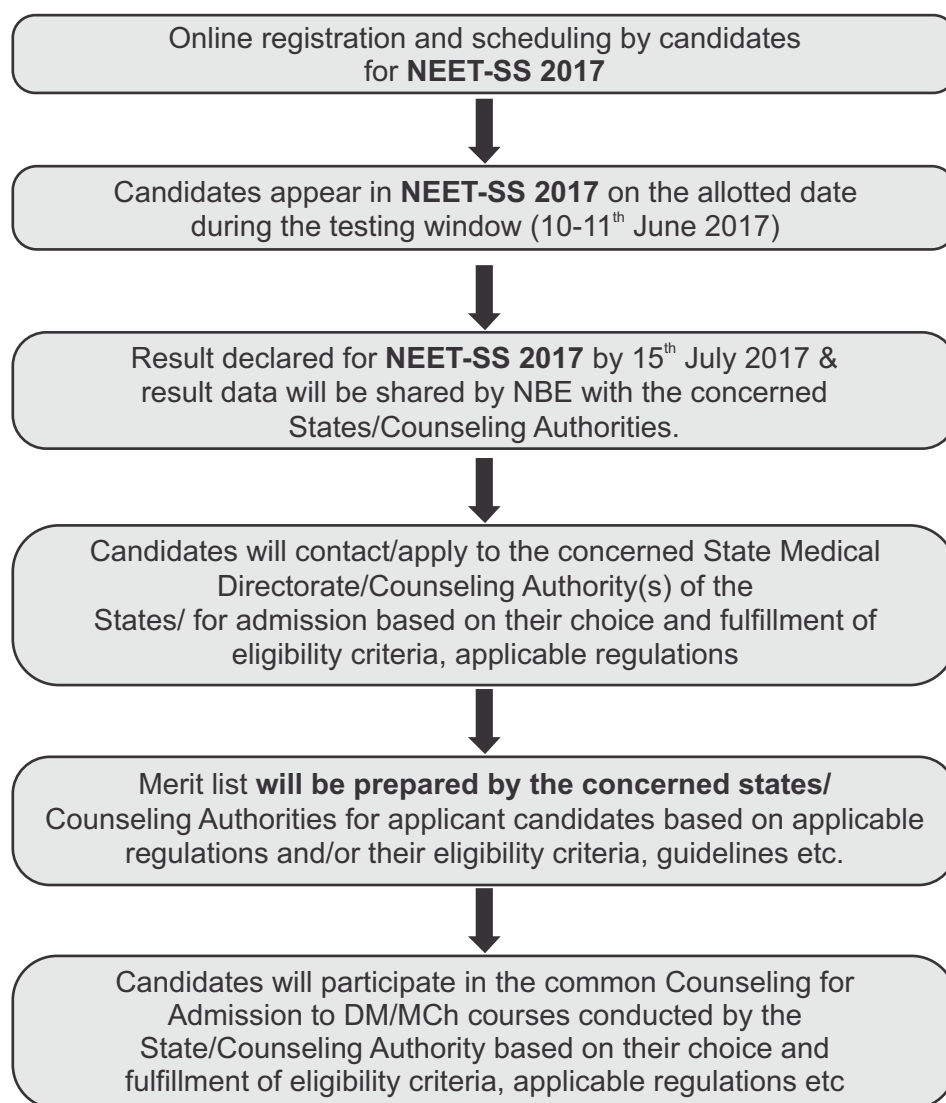 Online registration and scheduling by candidates
for NEET-SS 2017
Candidates appear in NEET-SS 2017 on the allotted date
during the testing window (10-11th June 2017)
Result declared for NEET-SS 2017 by 15th July 2017 &
result data will be shared by NBE with the concerned
States/Counseling Authorities.
Candidates will contact/apply to the concerned State Medical
Directorate/Counseling Authority(s) of the
States/ for admission based on their choice and fulfillment of
eligibility criteria, applicable regulations
Merit list will be prepared by the concerned states/
Counseling Authorities for applicant candidates based on applicable
regulations and/or their eligibility criteria, guidelines etc.
Candidates will participate in the common Counseling for
Admission to DM/MCh courses conducted by the
State/Counseling Authority based on their choice and
fulfillment of eligibility criteria, applicable regulations etc